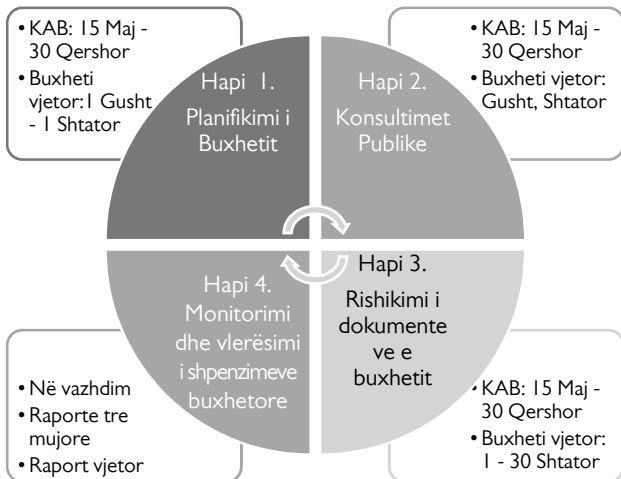 • KAB: 15 Maj -
30 Qershor
• Buxheti
vjetor:1 Gusht
- 1 Shtator
Hapi 1.
Planifikimi i
Buxhetit
Hapi 2.
Konsultimet
Publike
• KAB: 15 Maj -
30 Qershor
• Buxheti vjetor:
Gusht, Shtator
• Në vazhdim
• Raporte tre
mujore
• Raport vjetor
Hapi 4.
Monitorimi
dhe vlerësimi
i shpenzimeve
buxhetore
Hapi 3.
Rishikimi i
dokumente
ve e
buxhetit
• KAB: 15 Maj -
30 Qershor
• Buxheti vjetor:
1 - 30 Shtator